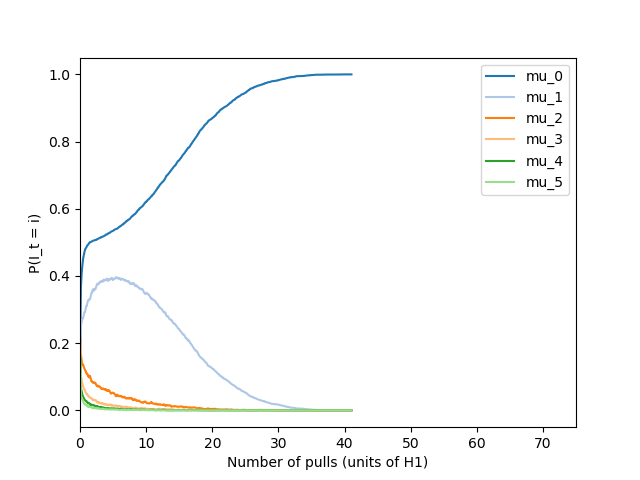 1.0
0.8
0.6
0.4
0.2
0.0
P(I_t = i)
0 10 20 30 40 50 60 70
Number of pulls (units of H1)
mu_0
mu_1
mu_2
mu_3
mu_4
mu_5